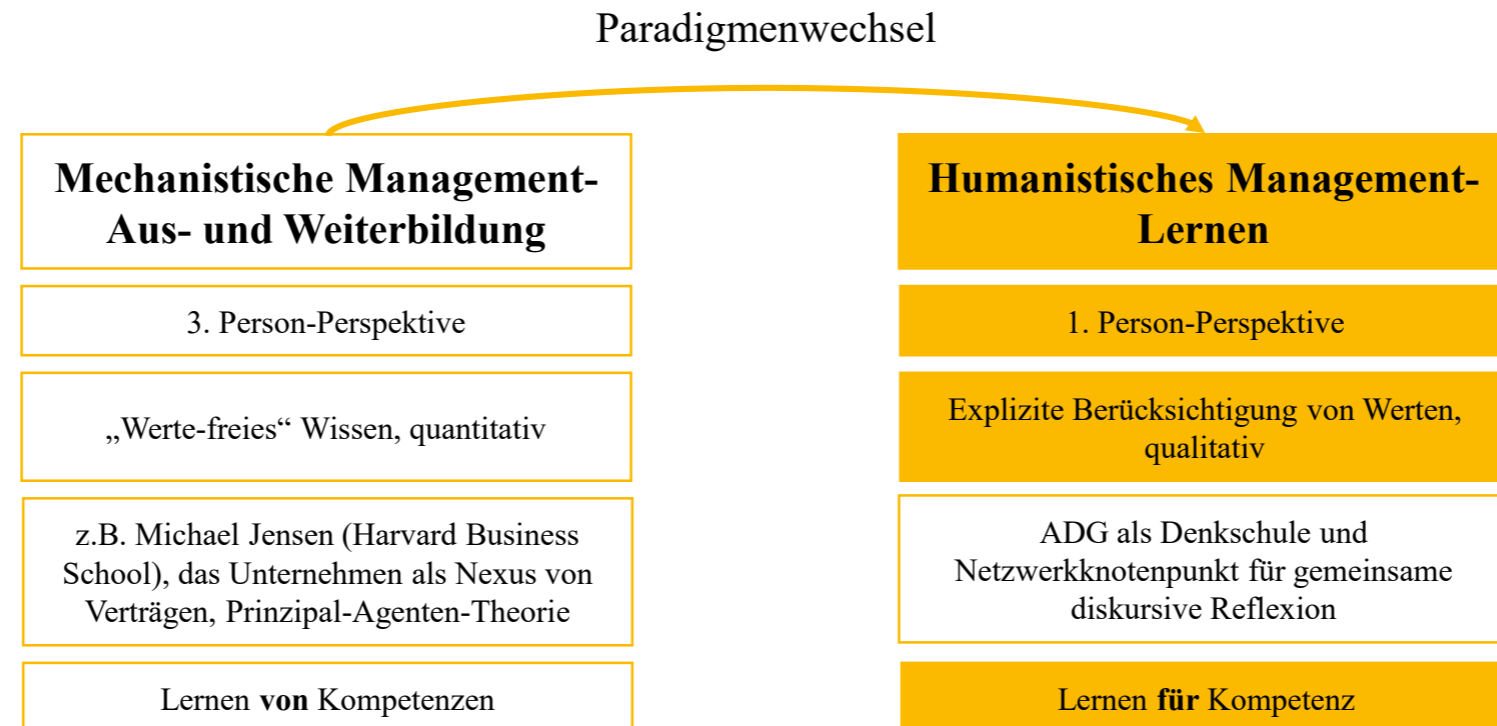 Paradigmenwechsel
Mechanistische Management-
Aus- und Weiterbildung
3. Person-Perspektive
„Werte-freies“ Wissen, quantitativ
z.B. Michael Jensen (Harvard Business
School), das Unternehmen als Nexus von
Verträgen, Prinzipal-Agenten-Theorie
Lernen von Kompetenzen
Humanistisches Management-
Lernen
1. Person-Perspektive
Explizite Berücksichtigung von Werten,
qualitativ
ADG als Denkschule und
Netzwerkknotenpunkt für gemeinsame
diskursive Reflexion
Lernen für Kompetenz